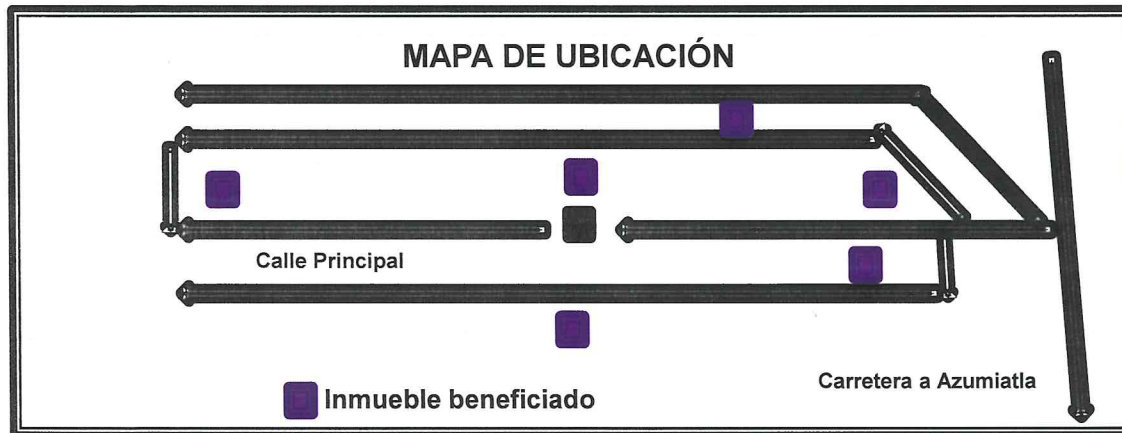 MAPA DE UBICACIÓN
Calle Principal
Carretera a Azumiatla
Inmueble beneficiado